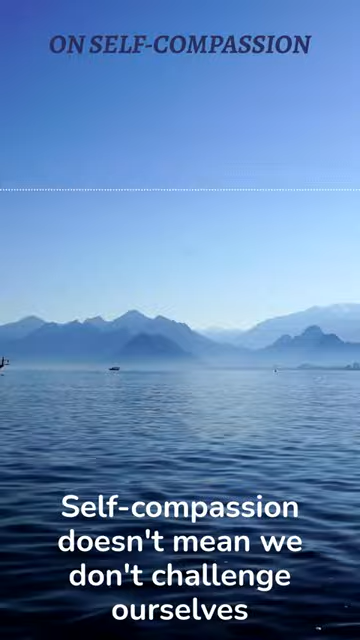 ON SELF-COMPASSION
Self-compassion
doesn't mean we
don't challenge
ourselves